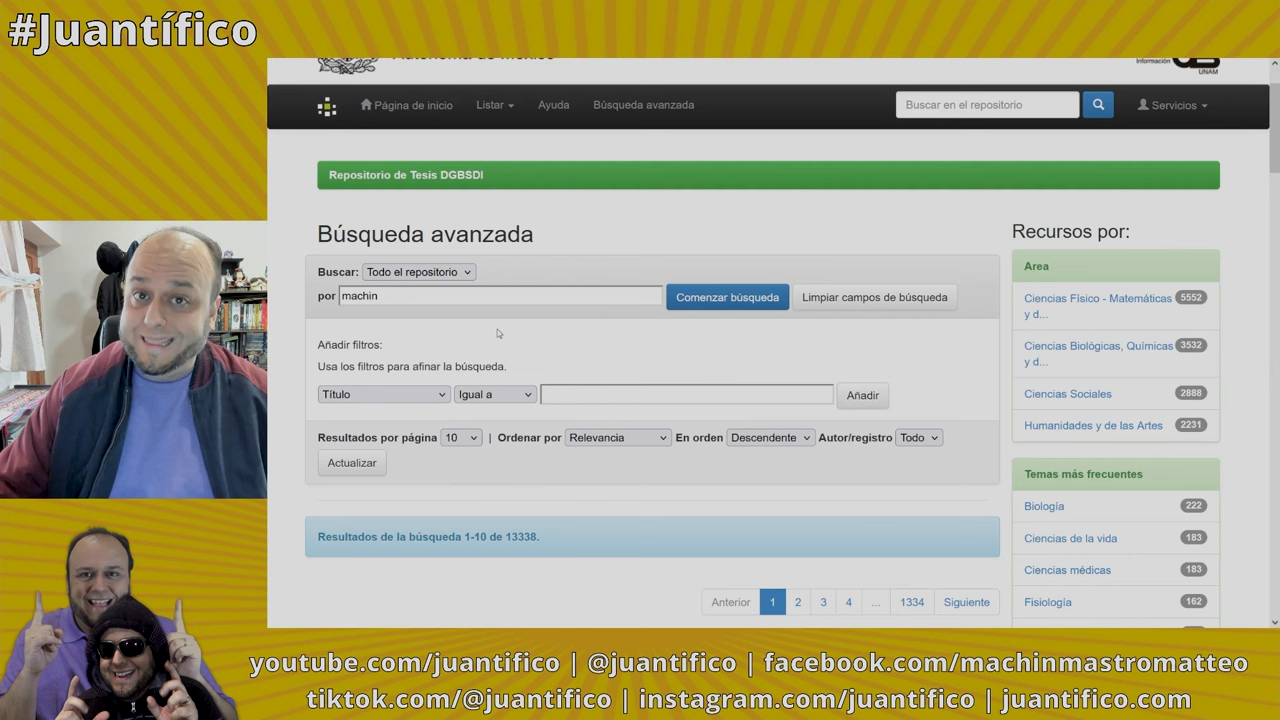 #Juantífico
Autónoma de México
Información
UNAM
Página de inicio
Listar
Ayuda
Búsqueda avanzada
Buscar en el repositorio
Servicios
Repositorio de Tesis DGBSDI
Búsqueda avanzada
Buscar: Todo el repositorio
por machin
Comenzar búsqueda
Limpiar campos de búsqueda
Añadir filtros:
Usa los filtros para afinar la búsqueda.
Título Igual a Añadir
Resultados por página 10 | Ordenar por Relevancia En orden Descendente Autor/registro Todo
Actualizar
Resultados de la búsqueda 1-10 de 13338.
Anterior 1 2 3 4 ... 1334 Siguiente
Recursos por:
Area
Ciencias Físico - Matemáticas 5552
y d...
Ciencias Biológicas, Químicas 3532
y d...
Ciencias Sociales 2888
Humanidades y de las Artes 2231
Temas más frecuentes
Biología 222
Ciencias de la vida 183
Ciencias médicas 183
Fisiología 162
youtube.com/juantifico | @juantifico | facebook.com/machinmastromatteo
tiktok.com/@juantifico | instagram.com/juantifico | juantifico.com